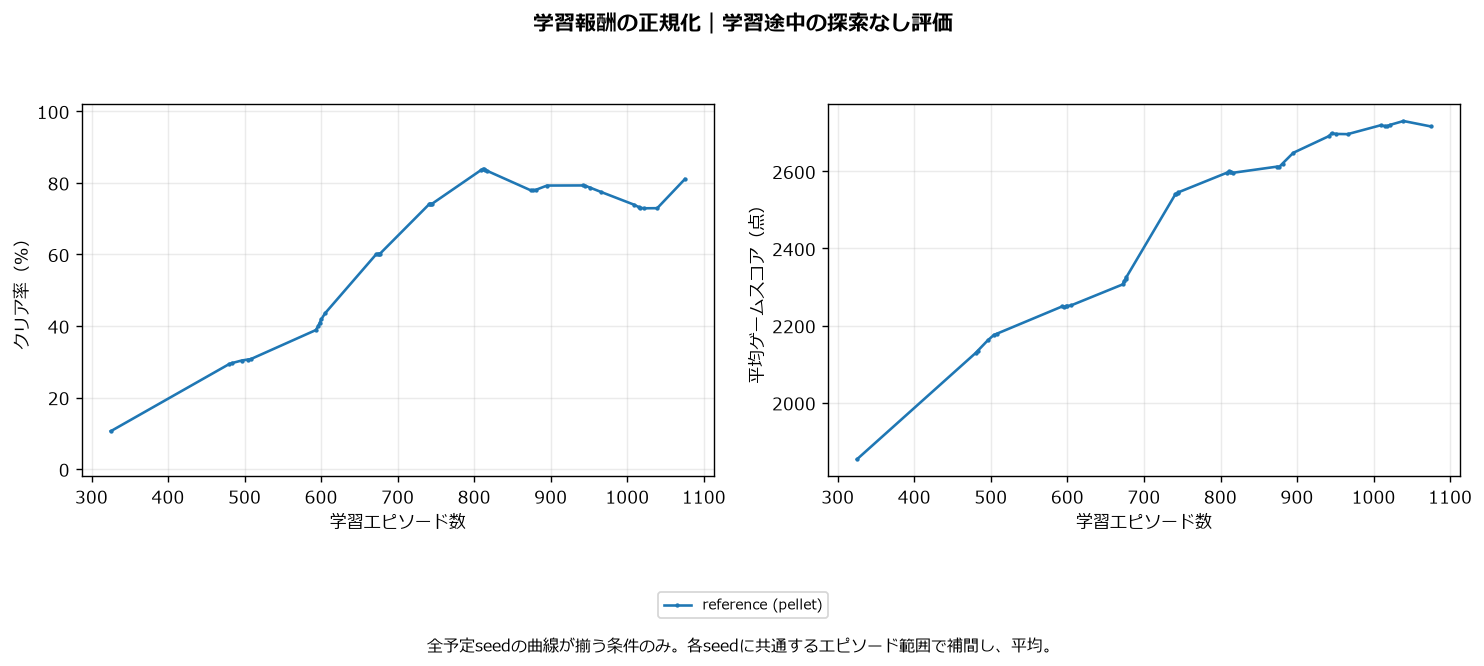 学習報酬の正規化｜学習途中の探索なし評価
クリア率（%）
100
80
60
40
20
0
300 400 500 600 700 800 900 1000 1100
学習エピソード数
平均ゲームスコア（点）
2600
2400
2200
2000
300 400 500 600 700 800 900 1000 1100
学習エピソード数
reference (pellet)
全予定seedの曲線が揃う条件のみ。各seedに共通するエピソード範囲で補間し、平均。